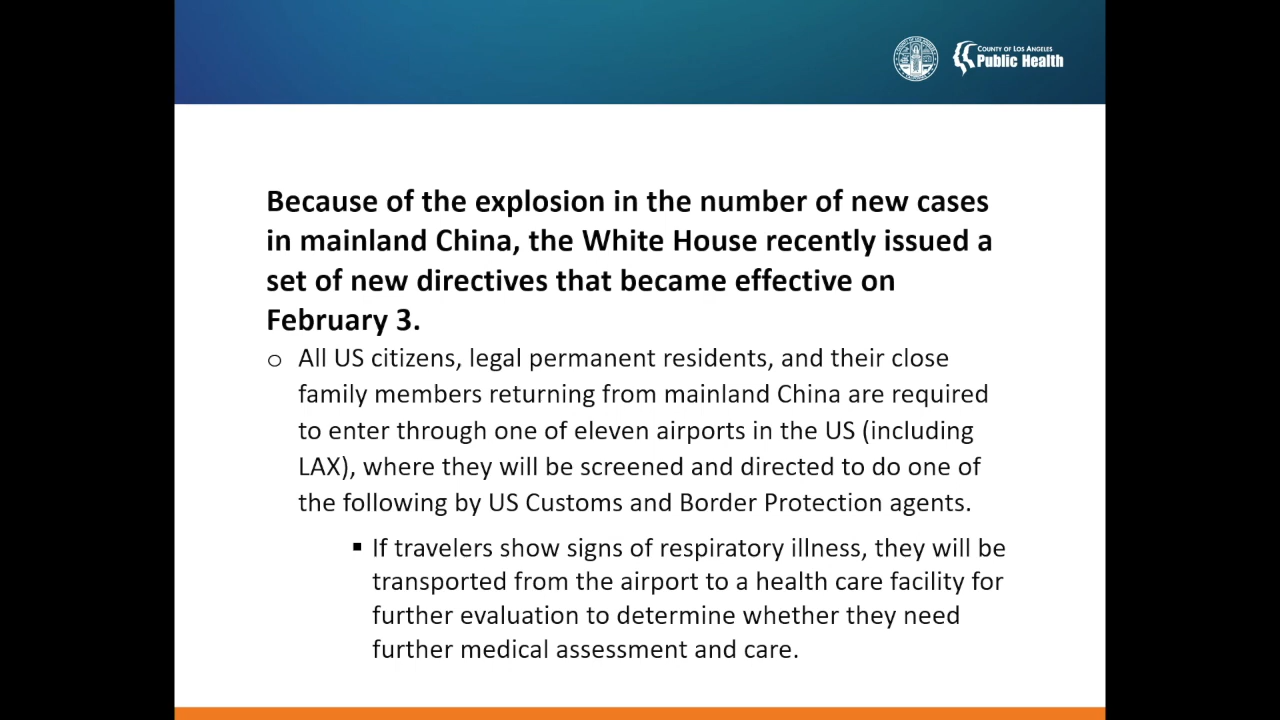 COUNTY OF LOS ANGELES
Public Health
Because of the explosion in the number of new cases
in mainland China, the White House recently issued a
set of new directives that became effective on
February 3.
o All US citizens, legal permanent residents, and their close
family members returning from mainland China are required
to enter through one of eleven airports in the US (including
LAX), where they will be screened and directed to do one of
the following by US Customs and Border Protection agents.
▪ If travelers show signs of respiratory illness, they will be
transported from the airport to a health care facility for
further evaluation to determine whether they need
further medical assessment and care.